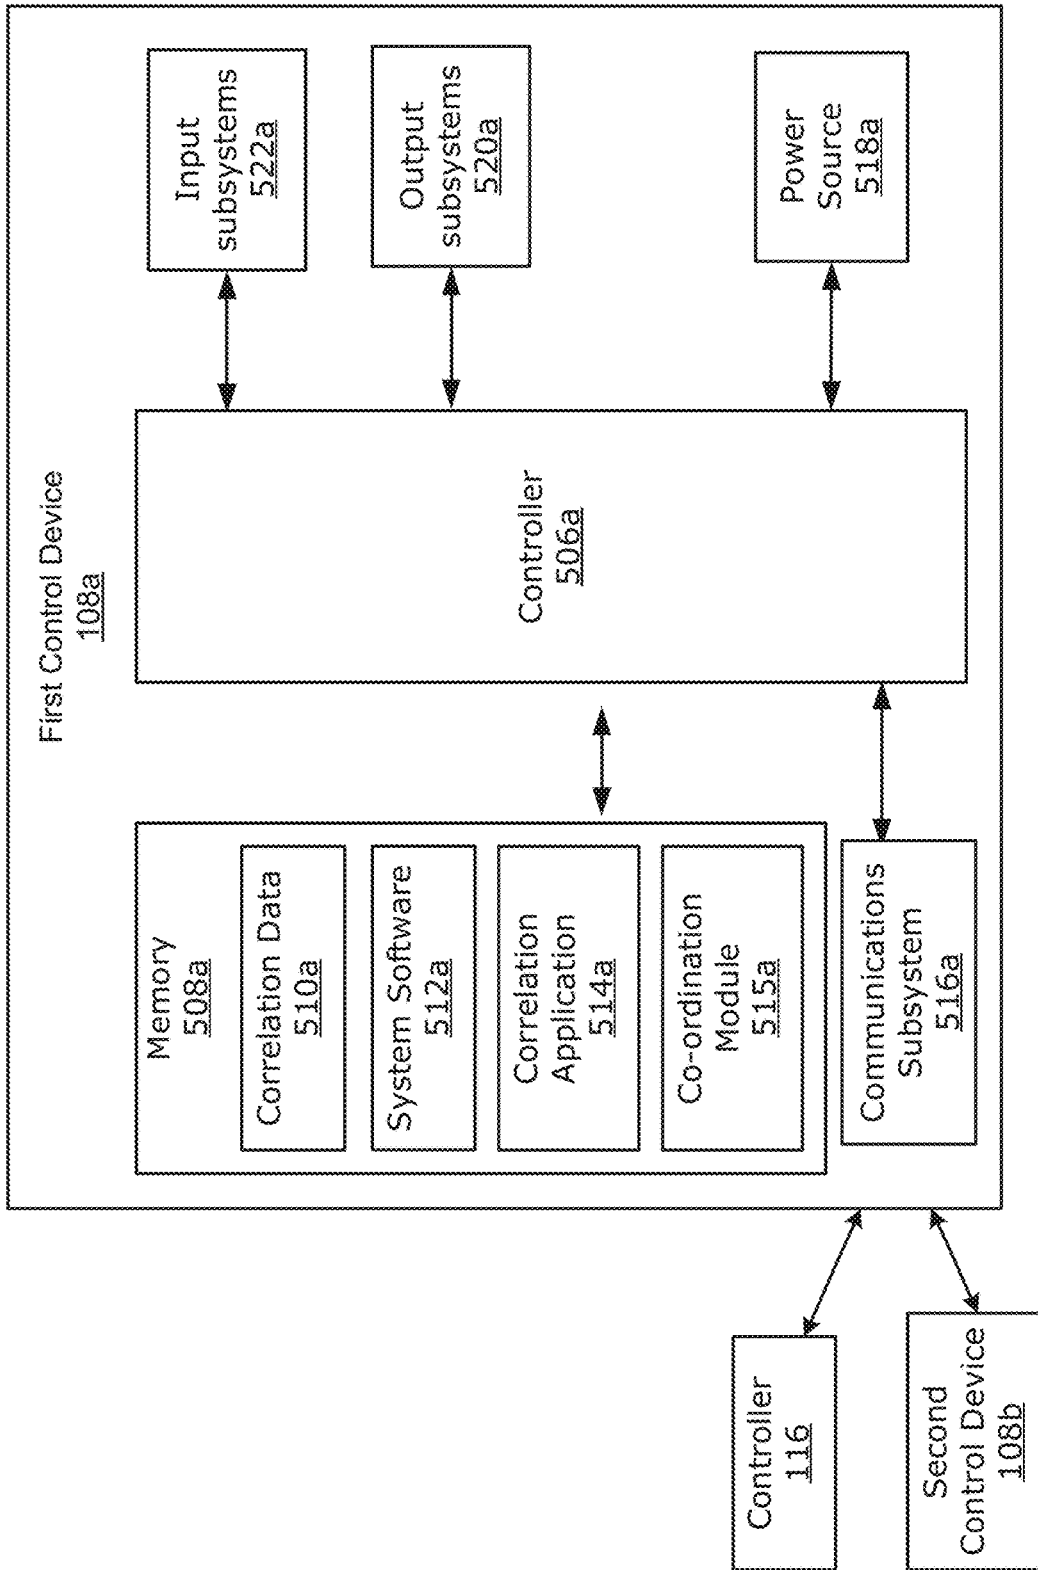 First Control Device
108a
Memory
508a
Correlation Data
510a
System Software
512a
Correlation
Application
514a
Co-ordination
Module
515a
Communications
Subsystem
516a
Controller
506a
Input
subsystems
522a
Output
subsystems
520a
Power
Source
518a
Controller
116
Second
Control Device
108b